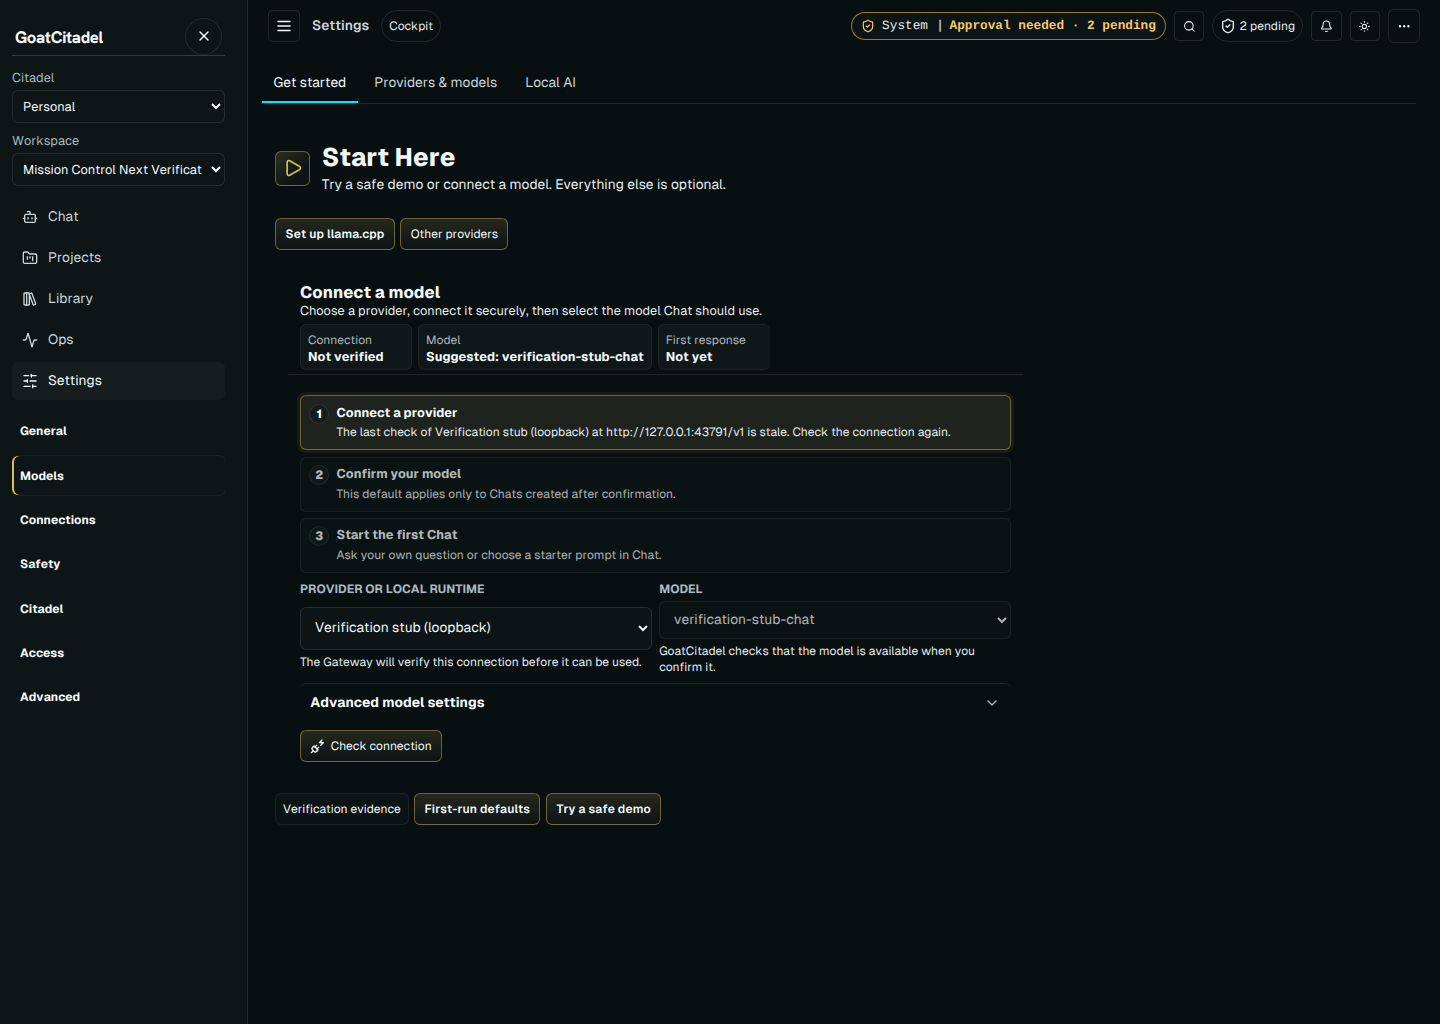 GoatCitadel
Citadel
Personal
Workspace
Mission Control Next Verificat
Chat
Projects
Library
Ops
Settings
General
Models
Connections
Safety
Citadel
Access
Advanced
Settings
Cockpit
System | Approval needed · 2 pending
2 pending
Get started
Providers & models
Local AI
Start Here
Try a safe demo or connect a model. Everything else is optional.
Set up llama.cpp
Other providers
Connect a model
Choose a provider, connect it securely, then select the model Chat should use.
Connection
Not verified
Model
Suggested: verification-stub-chat
First response
Not yet
1
Connect a provider
The last check of Verification stub (loopback) at http://127.0.0.1:43791/v1 is stale. Check the connection again.
2
Confirm your model
This default applies only to Chats created after confirmation.
3
Start the first Chat
Ask your own question or choose a starter prompt in Chat.
PROVIDER OR LOCAL RUNTIME
Verification stub (loopback)
The Gateway will verify this connection before it can be used.
MODEL
verification-stub-chat
GoatCitadel checks that the model is available when you
confirm it.
Advanced model settings
Check connection
Verification evidence
First-run defaults
Try a safe demo